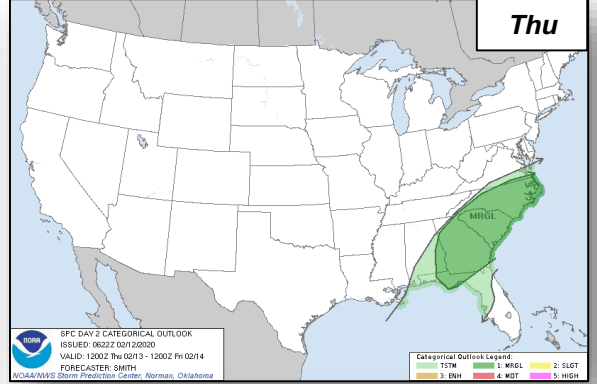 Thu
MRGL
NOAA
SPC DAY 2 CATEGORICAL OUTLOOK
ISSUED: 0622Z 02/12/2020
VALID: 1200Z Thu 02/13 - 1200Z Fri 02/14
FORECASTER: SMITH
NOAA/NWS Storm Prediction Center, Norman, Oklahoma
Categorical Outlook Legend:
TSTM 1: MRGL 2: SLGT
3: ENH 4: MDT 5: HIGH